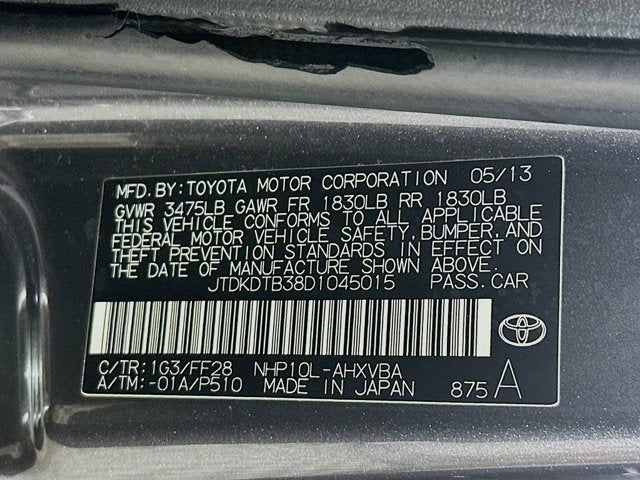 MFD. BY: TOYOTA MOTOR CORPORATION 05/13
GVWR 3475LB GAWR FR 1830LB RR 1830LB
THIS VEHICLE CONFORMS TO ALL APPLICABLE
FEDERAL MOTOR VEHICLE SAFETY, BUMPER, AND
THEFT PREVENTION STANDARDS IN EFFECT ON
THE DATE OF MANUFACTURE SHOWN ABOVE.
JTDKDTB38D1045015 PASS. CAR
C/TR: 1G3/FF28 NHP10L-AHXVBA
A/TM: -01A/P510 MADE IN JAPAN 875 A